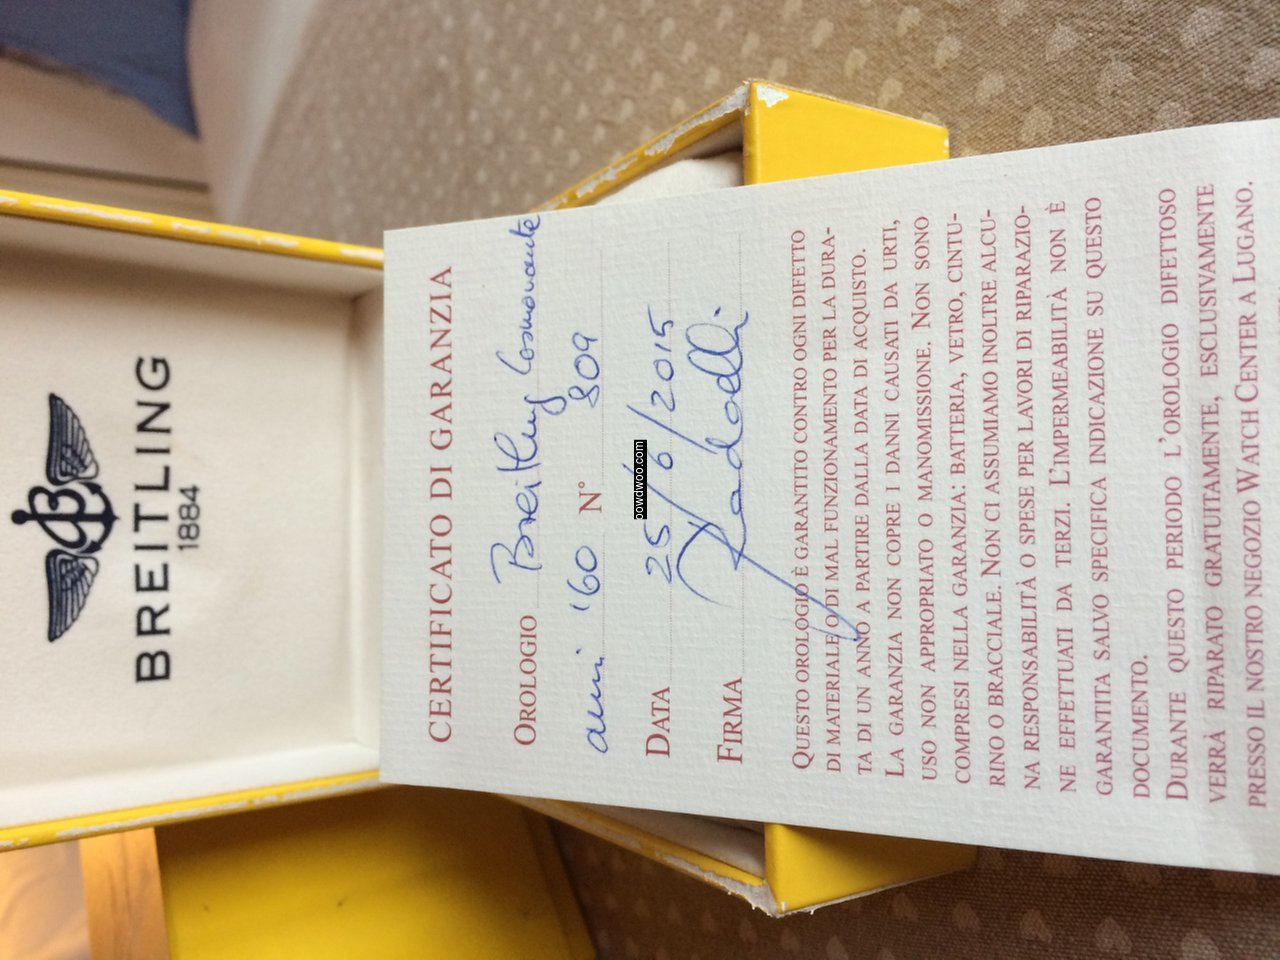 BREITLING
1884
CERTIFICATO DI GARANZIA
OROLOGIO Breitling Cosmonaute
anni '60 N° 809
DATA 25/6/2015
FIRMA
QUESTO OROLOGIO È GARANTITO CONTRO OGNI DIFETTO
DI MATERIALE O DI MAL FUNZIONAMENTO PER LA DURA-
TA DI UN ANNO A PARTIRE DALLA DATA DI ACQUISTO.
LA GARANZIA NON COPRE I DANNI CAUSATI DA URTI,
USO NON APPROPRIATO O MANOMISSIONE. NON SONO
COMPRESI NELLA GARANZIA: BATTERIA, VETRO, CINTU-
RINO O BRACCIALE. NON CI ASSUMIAMO INOLTRE ALCU-
NA RESPONSABILITÀ O SPESE PER LAVORI DI RIPARAZIO-
NE EFFETTUATI DA TERZI. L'IMPERMEABILITÀ NON È
GARANTITA SALVO SPECIFICA INDICAZIONE SU QUESTO
DOCUMENTO.
DURANTE QUESTO PERIODO L'OROLOGIO DIFETTOSO
VERRÀ RIPARATO GRATUITAMENTE, ESCLUSIVAMENTE
PRESSO IL NOSTRO NEGOZIO WATCH CENTER A LUGANO.
powdwoo.com